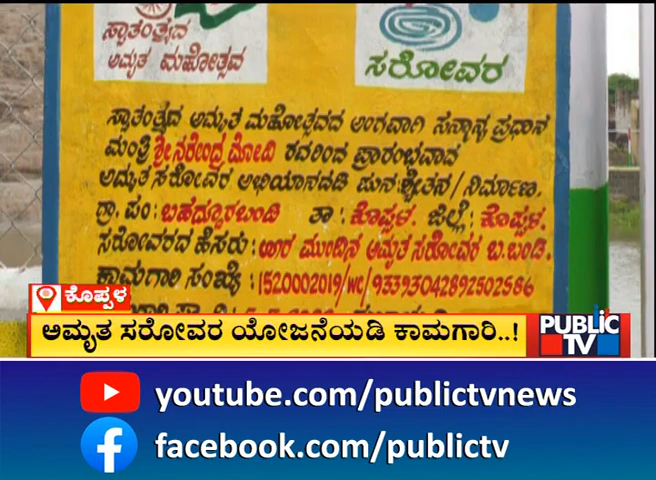 ಸ್ವಾತಂತ್ರ್ಯದ
ಅಮೃತ ಮಹೋತ್ಸವ
ಸರೋವರ
ಸ್ವಾತಂತ್ರ್ಯದ ಅಮೃತ ಮಹೋತ್ಸವದ ಅಂಗವಾಗಿ ಸನ್ಮಾನ್ಯ ಪ್ರಧಾನ
ಮಂತ್ರಿ ಶ್ರೀ ನರೇಂದ್ರ ಮೋದಿ ರವರಿಂದ ಪ್ರಾರಂಭವಾದ
ಅಮೃತ ಸರೋವರ ಅಭಿಯಾನದಡಿ ಪುನಃಶ್ಚೇತನ/ನಿರ್ಮಾಣ.
ಗ್ರಾ. ಪಂ: ಬಹದ್ದೂರಬಂಡಿ ತಾ: ಕೊಪ್ಪಳ. ಜಿಲ್ಲೆ: ಕೊಪ್ಪಳ.
ಸರೋವರದ ಹೆಸರು: ಊರ ಮುಂದಿನ ಅಮೃತ ಸರೋವರ ಬ.ಬಂಡಿ.
ಕಾಮಗಾರಿ ಸಂಖ್ಯೆ: 1520002019/wc/93393042892502586
ಕೊಪ್ಪಳ
ಅಮೃತ ಸರೋವರ ಯೋಜನೆಯಡಿ ಕಾಮಗಾರಿ..!
PUBLIC
TV
PUBLIC
TV
youtube.com/publictvnews
facebook.com/publictv